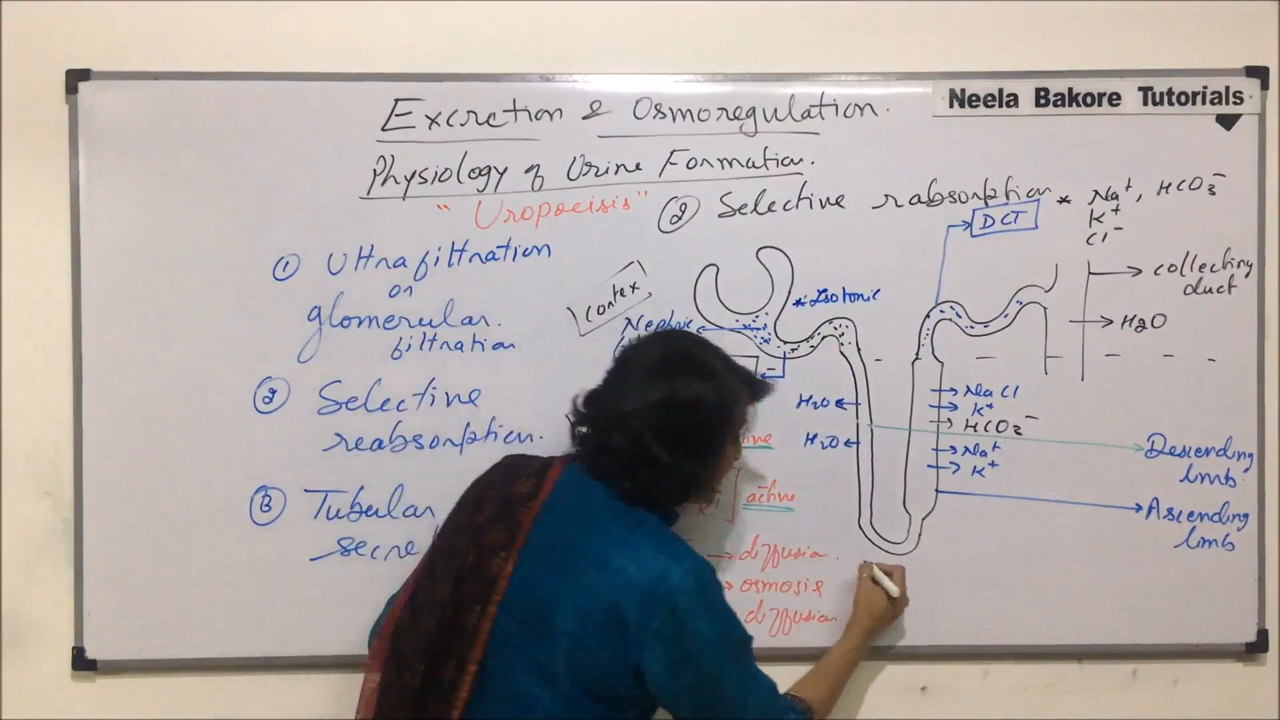 Neela Bakore Tutorials
Excretion & Osmoregulation.
Physiology of Urine Formation.
"Uropoeisis"
② Selective rabsorption
* Na⁺, HCO₃⁻
K⁺
Cl⁻
DCT
① Ultrafiltration
or
glomerular
filtration
② Selective
reabsorption.
③ Tubular
cortex
Nephric
* Isotonic
collecting
duct
H₂O
H₂O
H₂O
NaCl
K⁺
HCO₃⁻
Na⁺
K⁺
Descending
limb.
Ascending
limb
active
diffusion.
osmosis
diffusion